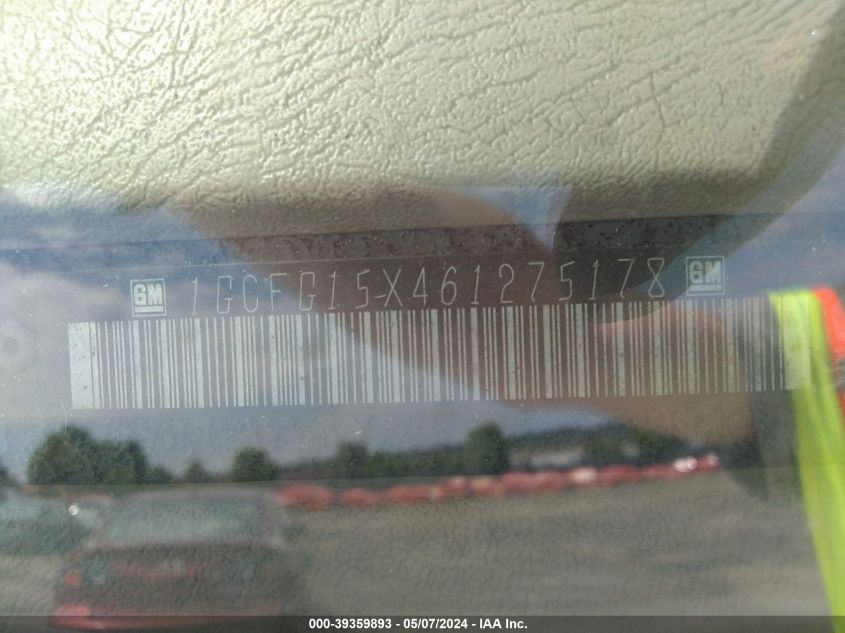 GM 1GCFG15X461275178 GM
000-39359893 - 05/07/2024 - IAA Inc.